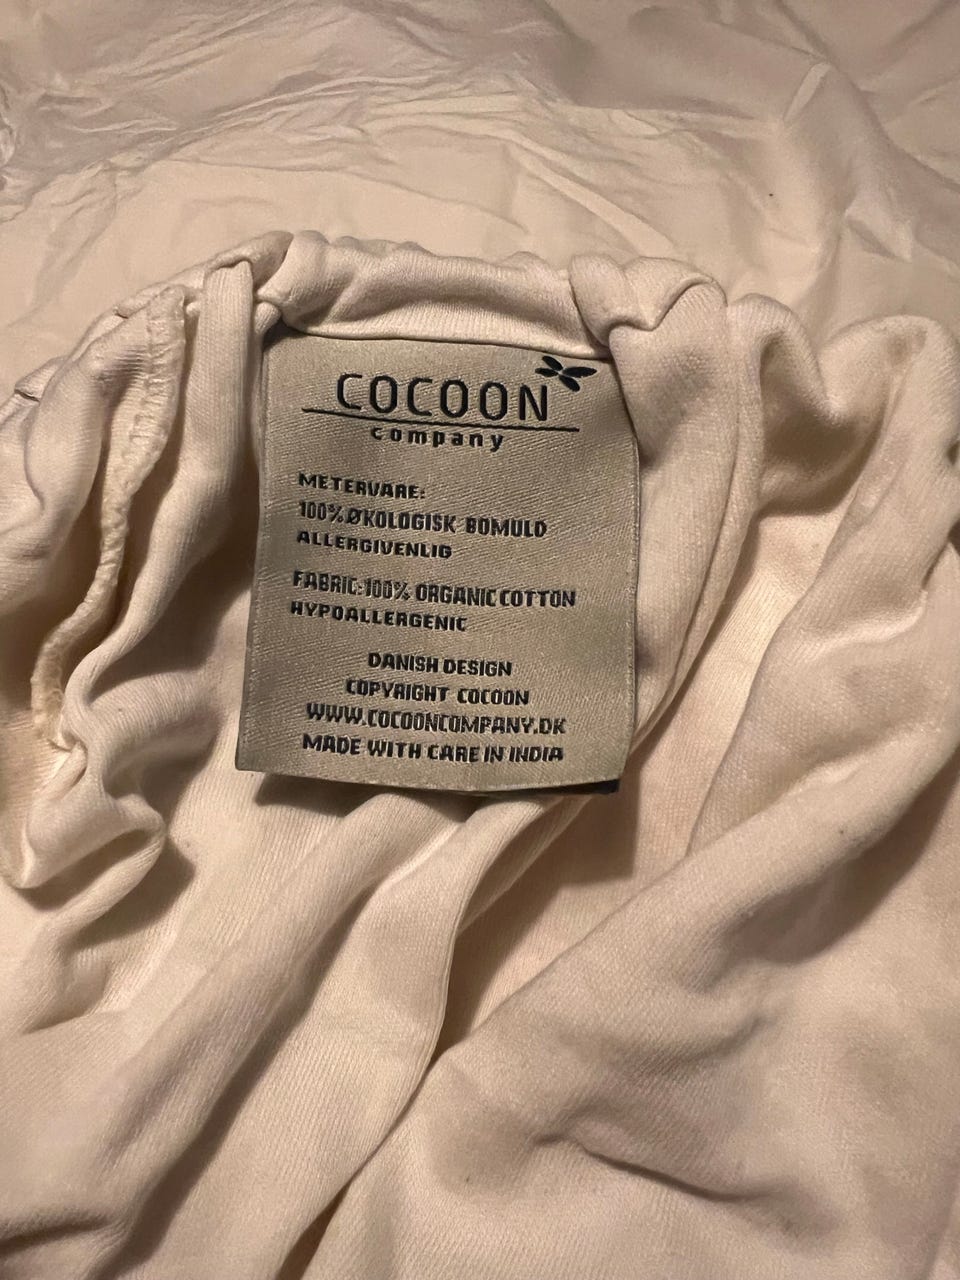 COCOON
company
METERVARE:
100% ØKOLOGISK BOMULD
ALLERGIVENLIG
FABRIC:100% ORGANIC COTTON
HYPOALLERGENIC
DANISH DESIGN
COPYRIGHT COCOON
WWW.COCOONCOMPANY.DK
MADE WITH CARE IN INDIA